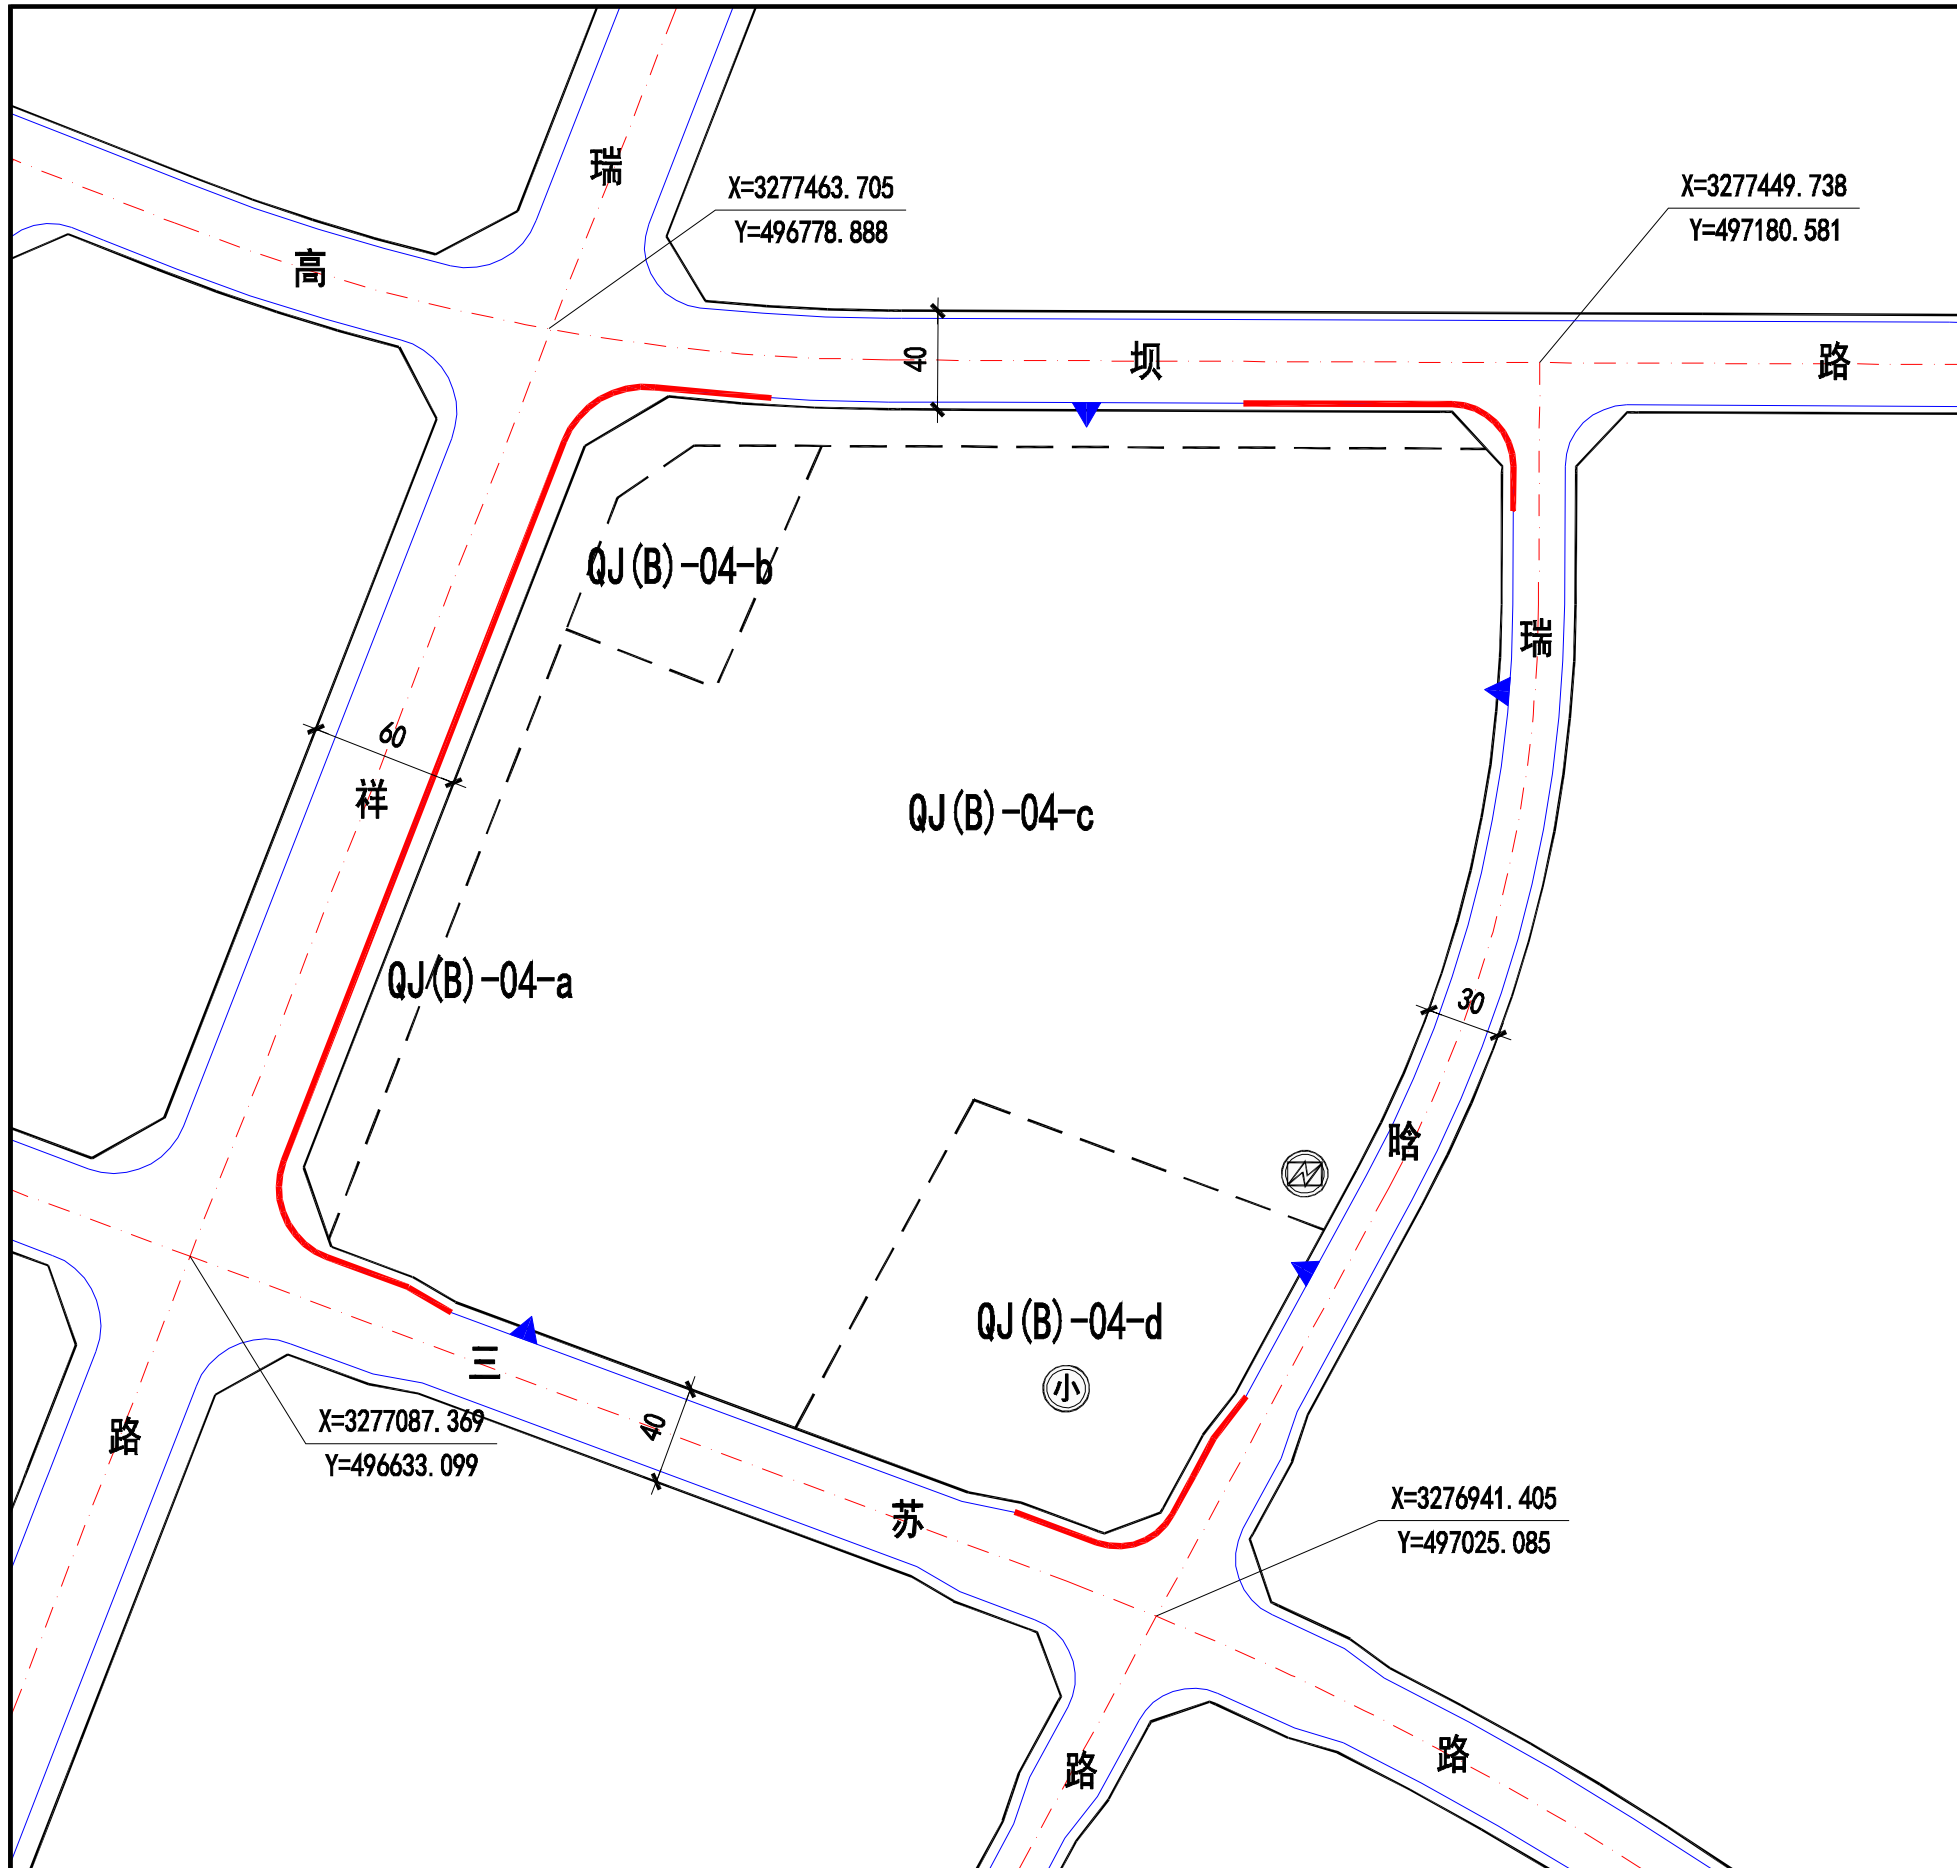 瑞
X=3277463.705
Y=496778.888
X=3277449.738
Y=497180.581
高
40
坝
路
QJ(B)-04-b
瑞
60
祥
QJ(B)-04-c
QJ(B)-04-a
30
晗
QJ(B)-04-d
小
三
路
X=3277087.369
Y=496633.099
40
苏
X=3276941.405
Y=497025.085
路
路